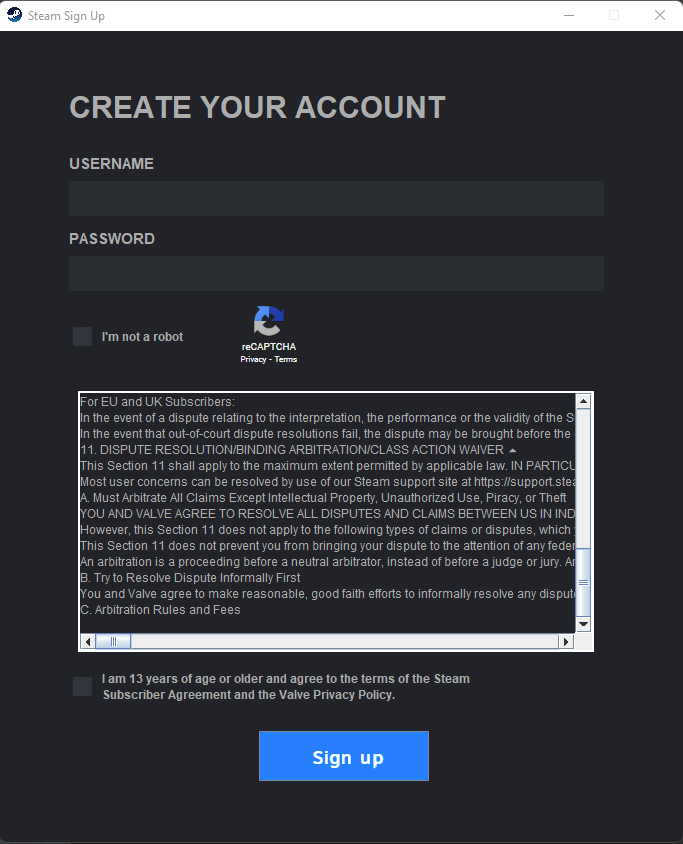 Steam Sign Up
CREATE YOUR ACCOUNT
USERNAME
PASSWORD
I'm not a robot
reCAPTCHA
Privacy - Terms
For EU and UK Subscribers:
In the event of a dispute relating to the interpretation, the performance or the validity of the S
In the event that out-of-court dispute resolutions fail, the dispute may be brought before the
11. DISPUTE RESOLUTION/BINDING ARBITRATION/CLASS ACTION WAIVER
This Section 11 shall apply to the maximum extent permitted by applicable law. IN PARTICU
Most user concerns can be resolved by use of our Steam support site at https://support.stea
A. Must Arbitrate All Claims Except Intellectual Property, Unauthorized Use, Piracy, or Theft
YOU AND VALVE AGREE TO RESOLVE ALL DISPUTES AND CLAIMS BETWEEN US IN IND
However, this Section 11 does not apply to the following types of claims or disputes, which
This Section 11 does not prevent you from bringing your dispute to the attention of any feder
An arbitration is a proceeding before a neutral arbitrator, instead of before a judge or jury. Ar
B. Try to Resolve Dispute Informally First
You and Valve agree to make reasonable, good faith efforts to informally resolve any dispute
C. Arbitration Rules and Fees
I am 13 years of age or older and agree to the terms of the Steam
Subscriber Agreement and the Valve Privacy Policy.
Sign up